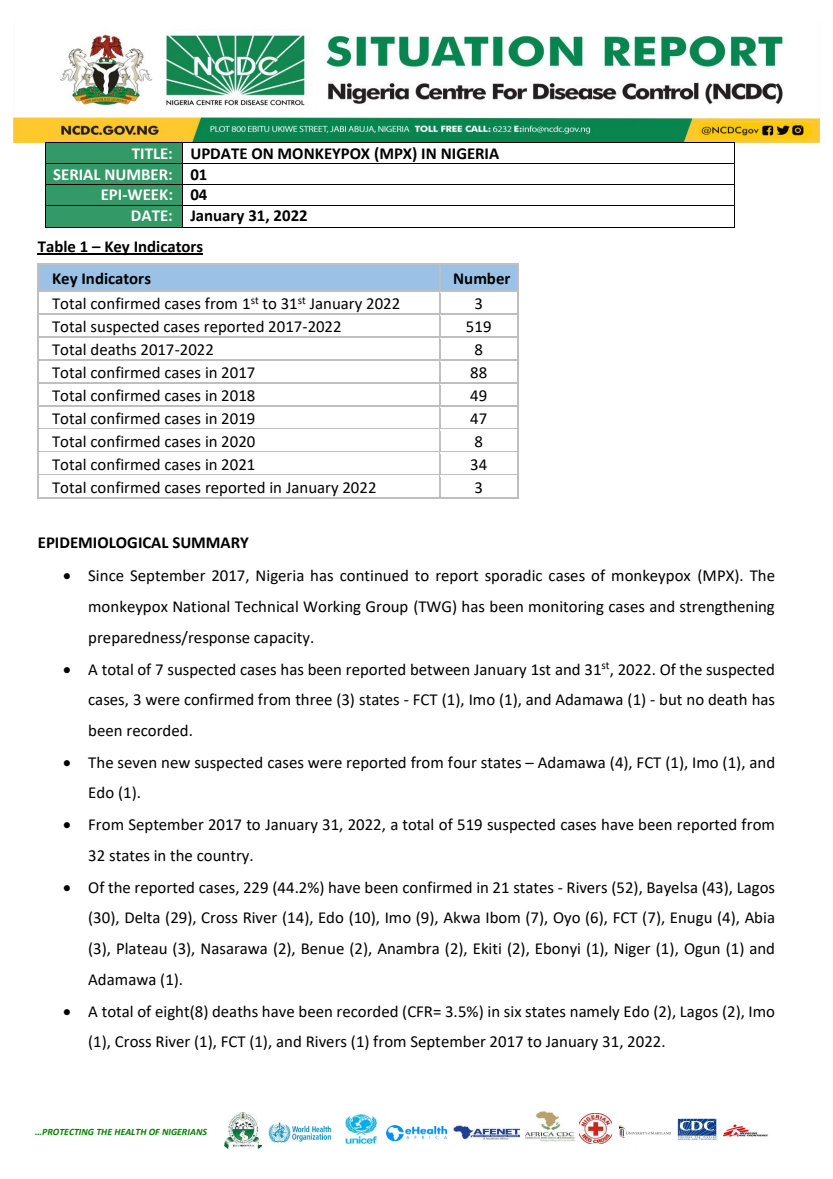 NCDC
NIGERIA CENTRE FOR DISEASE CONTROL
SITUATION REPORT
Nigeria Centre For Disease Control (NCDC)
NCDC.GOV.NG
PLOT 800 EBITU UKIWE STREET, JABI ABUJA, NIGERIA TOLL FREE CALL: 6232 E:info@ncdc.gov.ng
@NCDCgov
TITLE: UPDATE ON MONKEYPOX (MPX) IN NIGERIA
SERIAL NUMBER: 01
EPI-WEEK: 04
DATE: January 31, 2022
Table 1 – Key Indicators
Key Indicators Number
Total confirmed cases from 1st to 31st January 2022 3
Total suspected cases reported 2017-2022 519
Total deaths 2017-2022 8
Total confirmed cases in 2017 88
Total confirmed cases in 2018 49
Total confirmed cases in 2019 47
Total confirmed cases in 2020 8
Total confirmed cases in 2021 34
Total confirmed cases reported in January 2022 3
EPIDEMIOLOGICAL SUMMARY
• Since September 2017, Nigeria has continued to report sporadic cases of monkeypox (MPX). The
monkeypox National Technical Working Group (TWG) has been monitoring cases and strengthening
preparedness/response capacity.
• A total of 7 suspected cases has been reported between January 1st and 31st, 2022. Of the suspected
cases, 3 were confirmed from three (3) states - FCT (1), Imo (1), and Adamawa (1) - but no death has
been recorded.
• The seven new suspected cases were reported from four states – Adamawa (4), FCT (1), Imo (1), and
Edo (1).
• From September 2017 to January 31, 2022, a total of 519 suspected cases have been reported from
32 states in the country.
• Of the reported cases, 229 (44.2%) have been confirmed in 21 states - Rivers (52), Bayelsa (43), Lagos
(30), Delta (29), Cross River (14), Edo (10), Imo (9), Akwa Ibom (7), Oyo (6), FCT (7), Enugu (4), Abia
(3), Plateau (3), Nasarawa (2), Benue (2), Anambra (2), Ekiti (2), Ebonyi (1), Niger (1), Ogun (1) and
Adamawa (1).
• A total of eight(8) deaths have been recorded (CFR= 3.5%) in six states namely Edo (2), Lagos (2), Imo
(1), Cross River (1), FCT (1), and Rivers (1) from September 2017 to January 31, 2022.
...PROTECTING THE HEALTH OF NIGERIANS
World Health
Organization
unicef
eHealth
AFRICA
AFENET
AFRICA CDC
NIGERIAN
RED CROSS
UNIVERSITY of MARYLAND
CDC